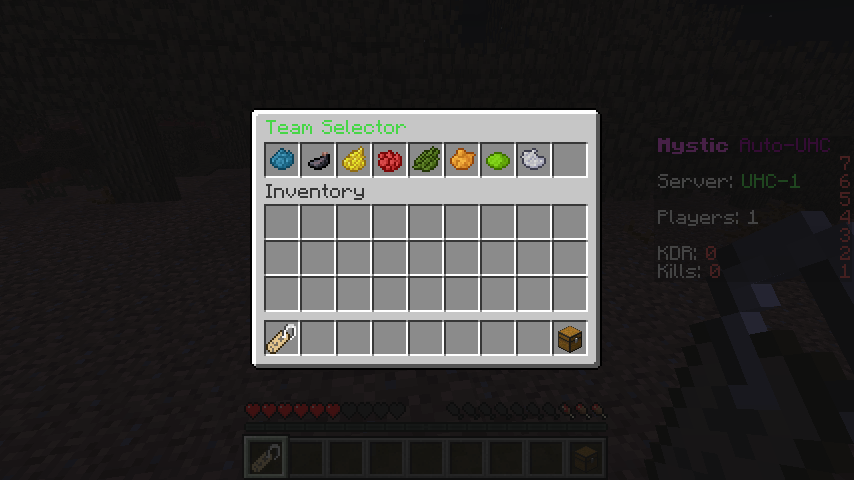 Team Selector
Inventory
Mystic Auto-UHC
7
Server: UHC-1
6
5
Players: 1
4
3
KDR: 0
2
Kills: 0
1